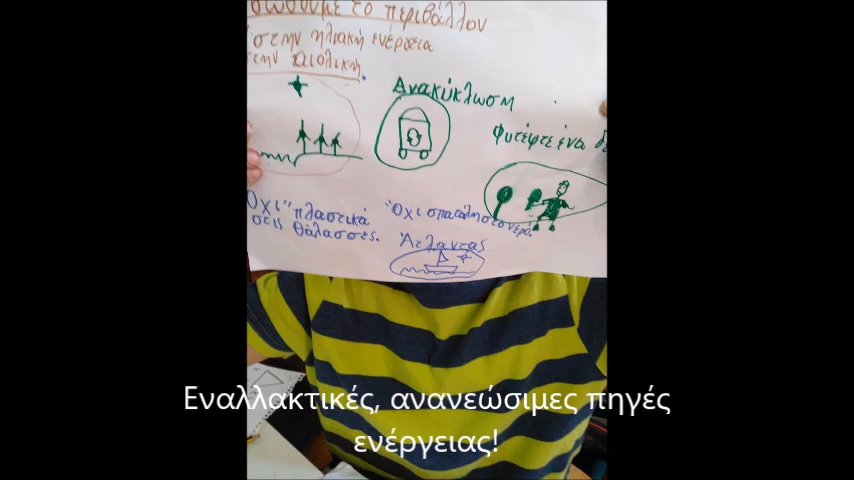 σώσουμε το περιβάλλον
στην ηλιακή ενέργεια
στην αιολική.
Ανακύκλωση
Φυτέψτε ένα
"Όχι" πλαστικά
στις θάλασσες.
Όχι σπατάλη στο νερό.
Άτλαντας
Εναλλακτικές, ανανεώσιμες πηγές
ενέργειας!